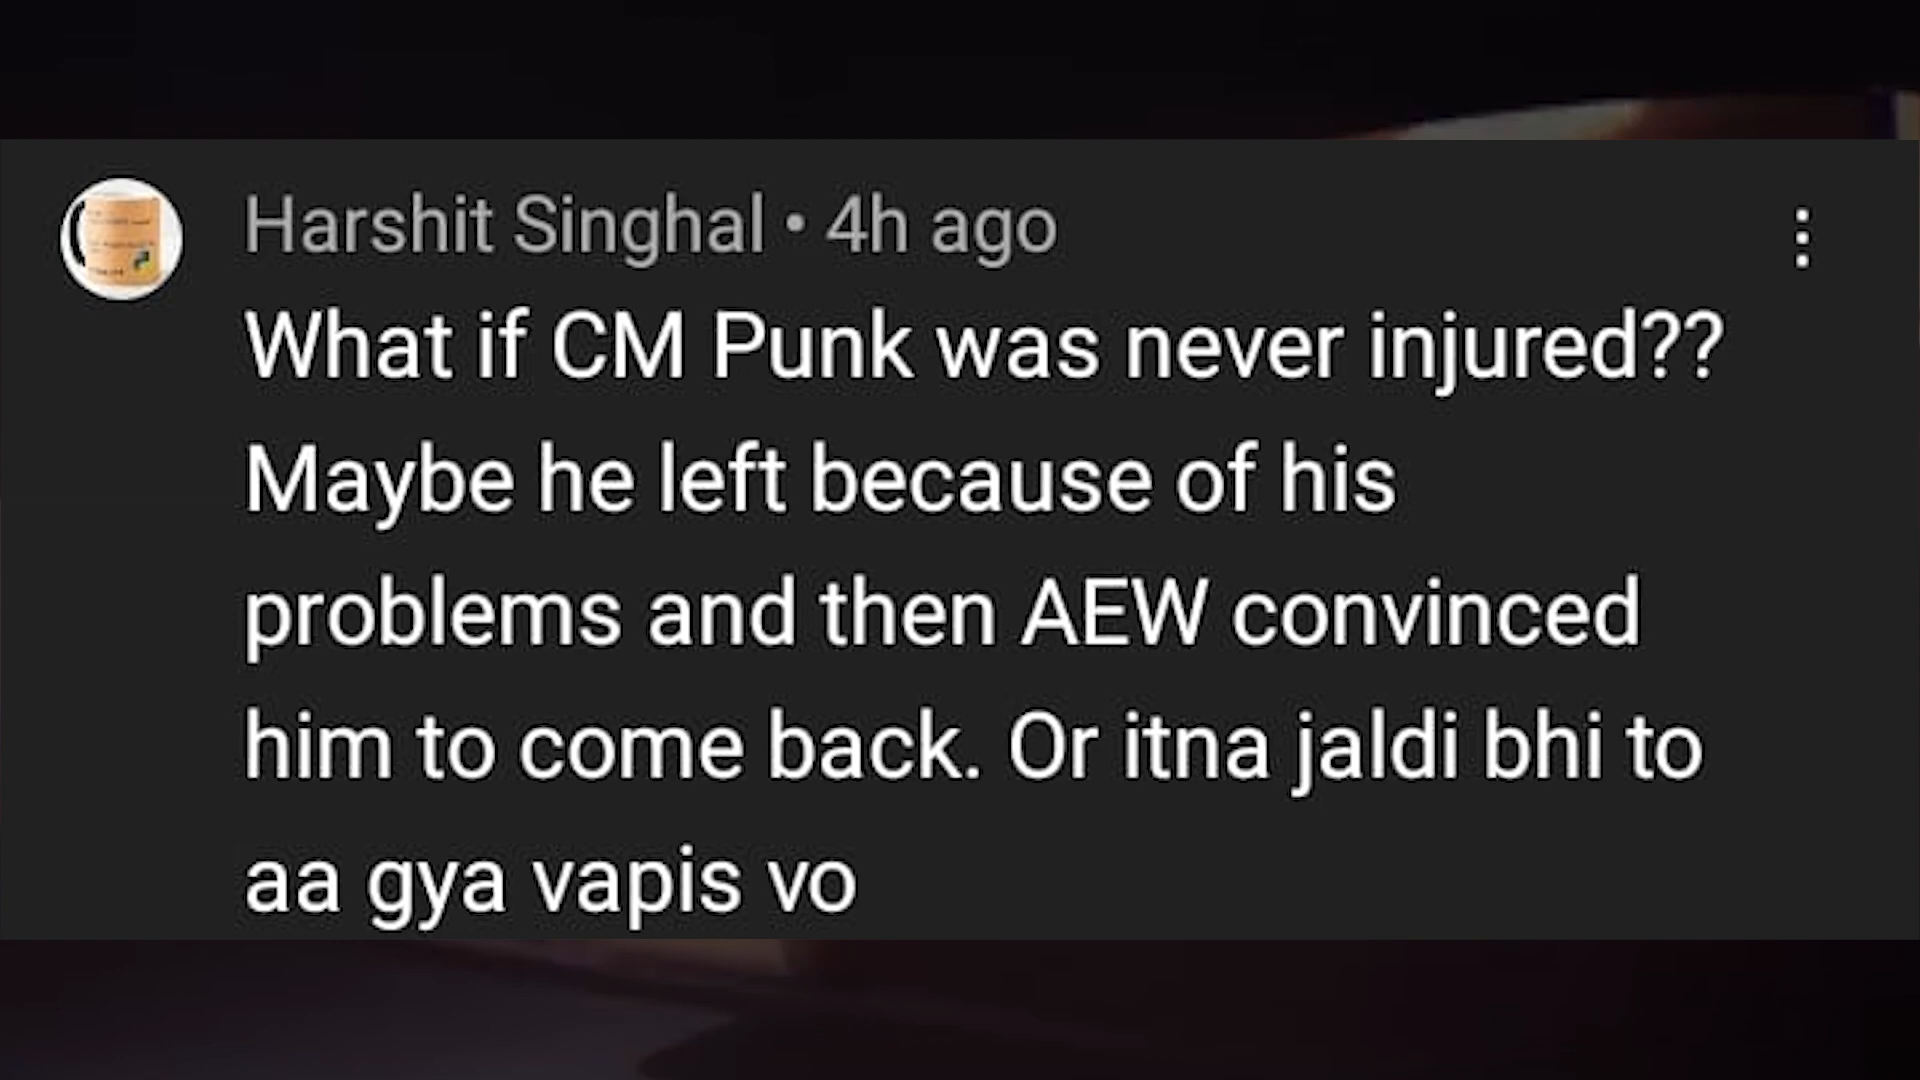 Harshit Singhal • 4h ago
What if CM Punk was never injured??
Maybe he left because of his
problems and then AEW convinced
him to come back. Or itna jaldi bhi to
aa gya vapis vo